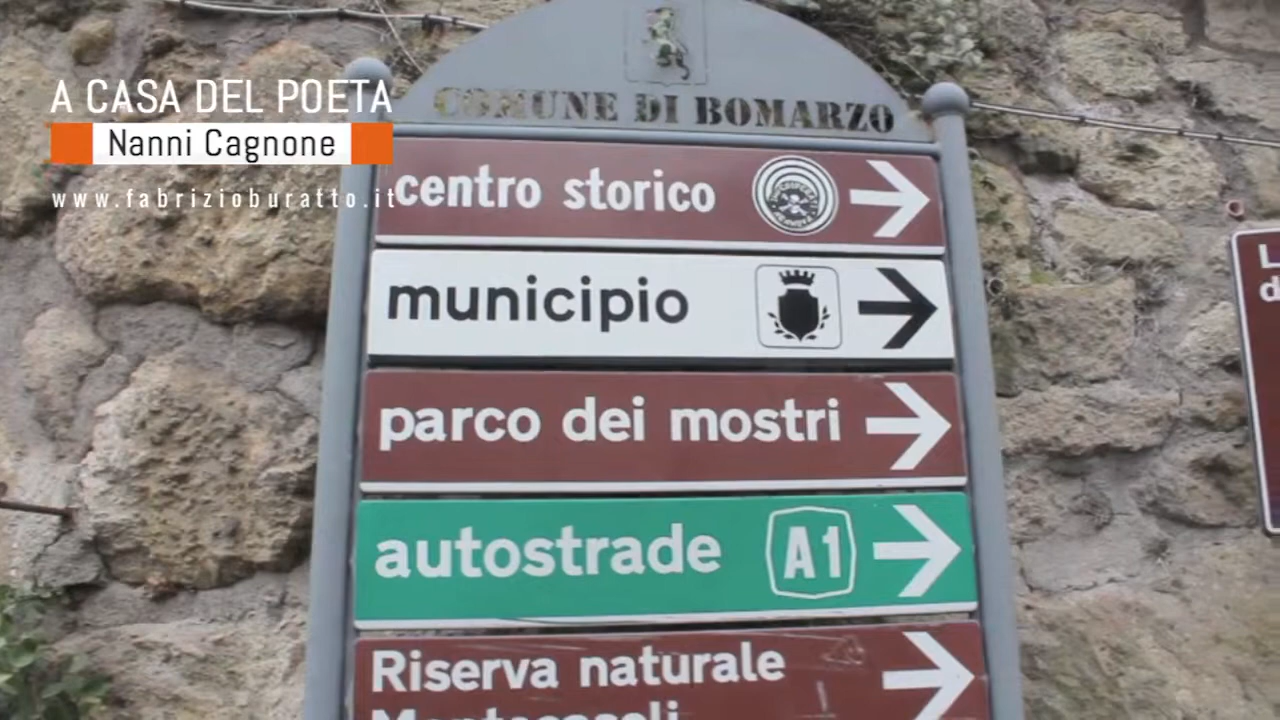 A CASA DEL POETA
Nanni Cagnone
www.fabrizioburatto.it
COMUNE DI BOMARZO
centro storico
municipio
parco dei mostri
autostrade A1
Riserva naturale